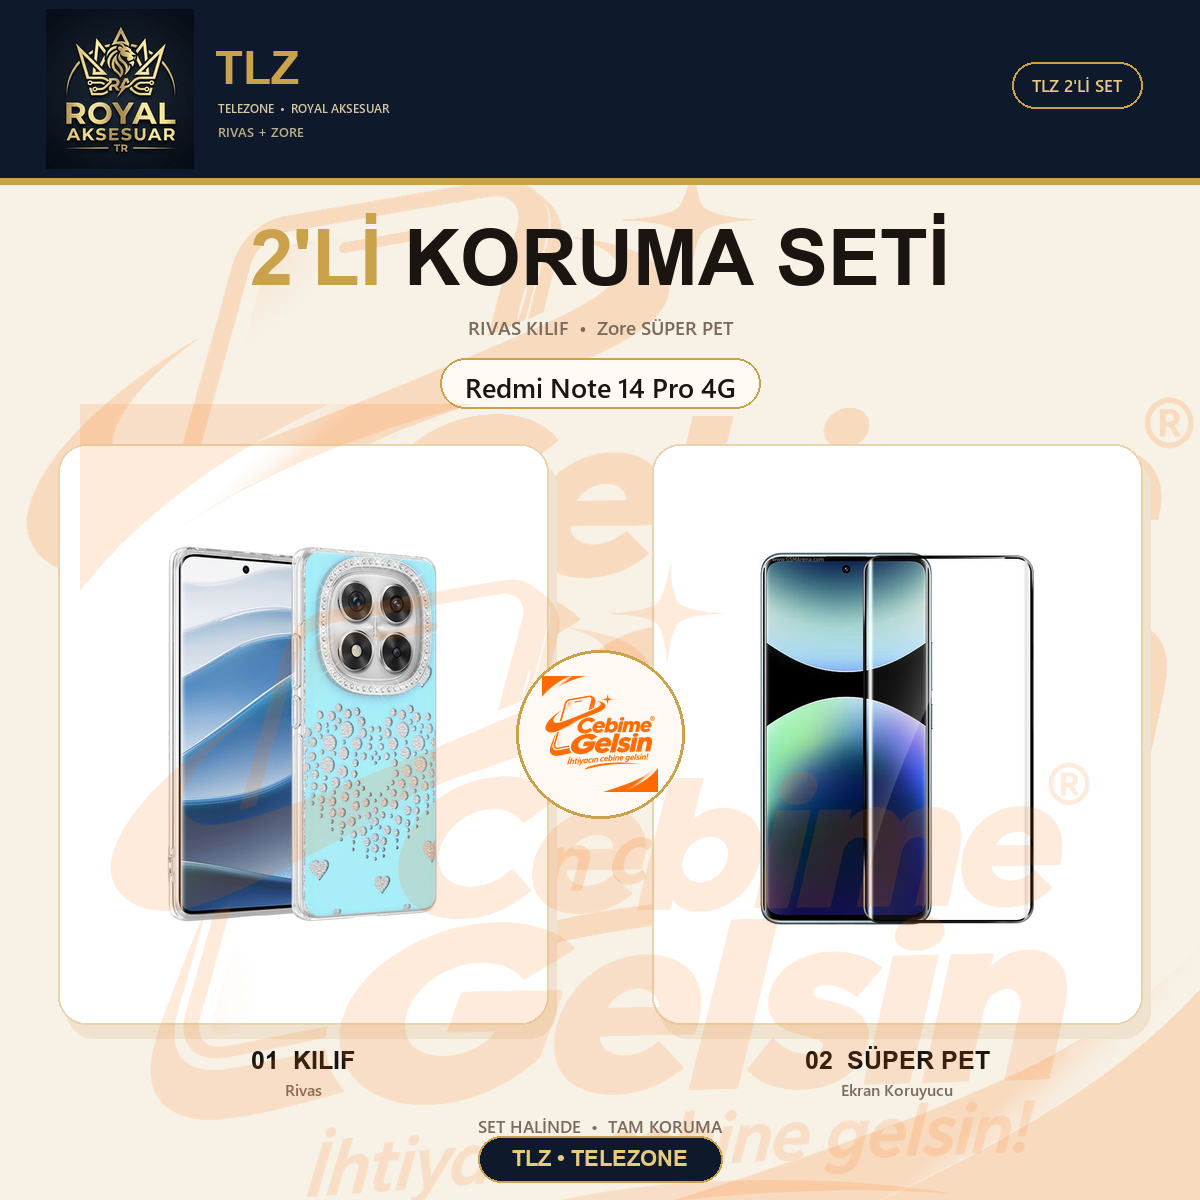 ROYAL
AKSESUAR
TR
TLZ
TELEZONE • ROYAL AKSESUAR
RIVAS + ZORE
TLZ 2'Lİ SET
2'Lİ KORUMA SETİ
RIVAS KILIF • Zore SÜPER PET
Redmi Note 14 Pro 4G
Cebime®
Gelsin
İhtiyacın cebine gelsin!
01 KILIF
Rivas
02 SÜPER PET
Ekran Koruyucu
SET HALİNDE • TAM KORUMA
TLZ • TELEZONE
Cebime®
Gelsin